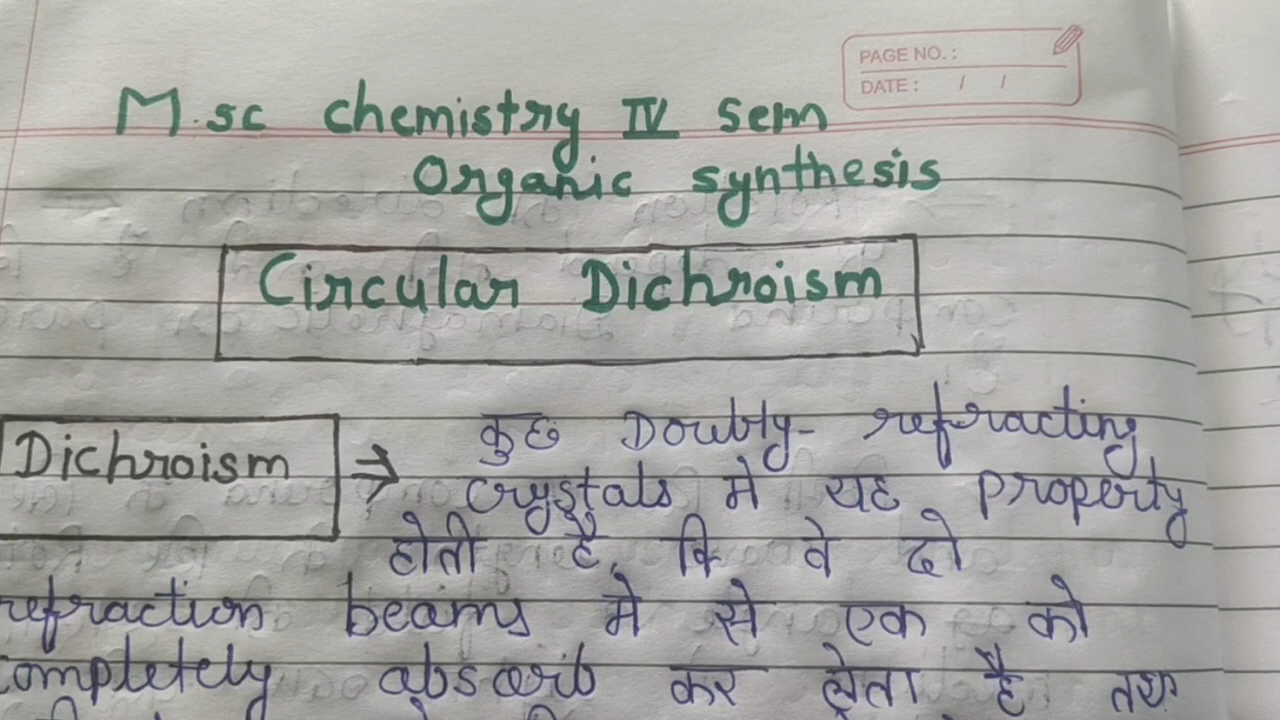 PAGE NO.:
DATE: / /
M.sc chemistry IV sem
Organic synthesis
Circular Dichroism
Dichroism → कुछ Doubly- refracting
crystals मे यह property
होती है, कि वे दो
refraction beams मे से एक को
completely absorb कर लेता है तथा